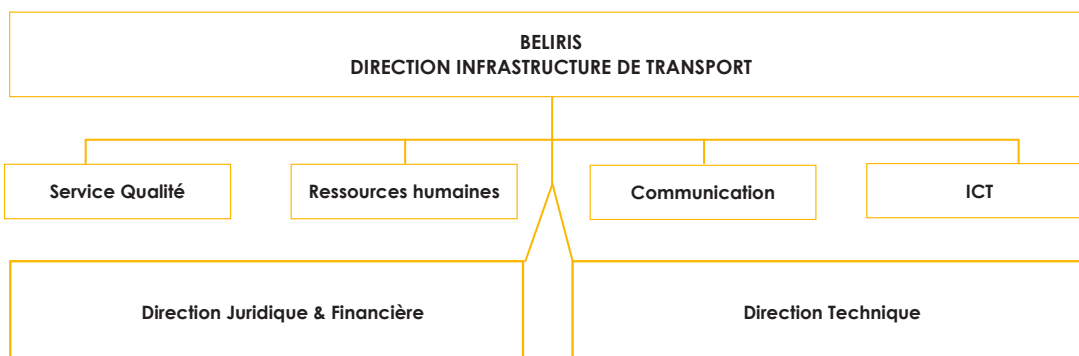 BELIRIS
DIRECTION INFRASTRUCTURE DE TRANSPORT
Service Qualité
Ressources humaines
Communication
ICT
Direction Juridique & Financière
Direction Technique